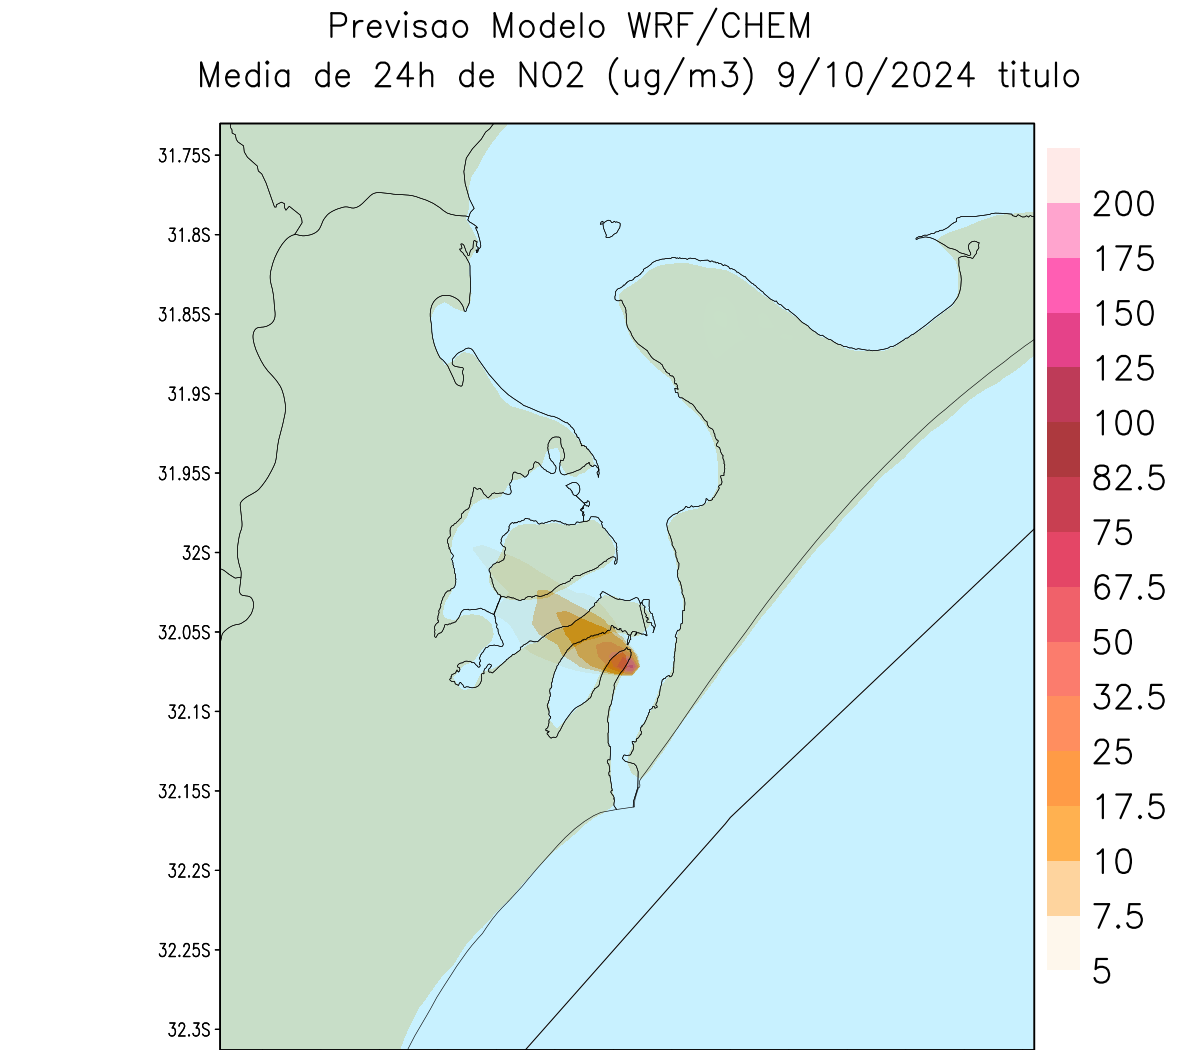 Previsao Modelo WRF/CHEM
Media de 24h de NO2 (ug/m3) 9/10/2024 titulo
31.75S
31.8S
31.85S
31.9S
31.95S
32S
32.05S
32.1S
32.15S
32.2S
32.25S
32.3S
200
175
150
125
100
82.5
75
67.5
50
32.5
25
17.5
10
7.5
5